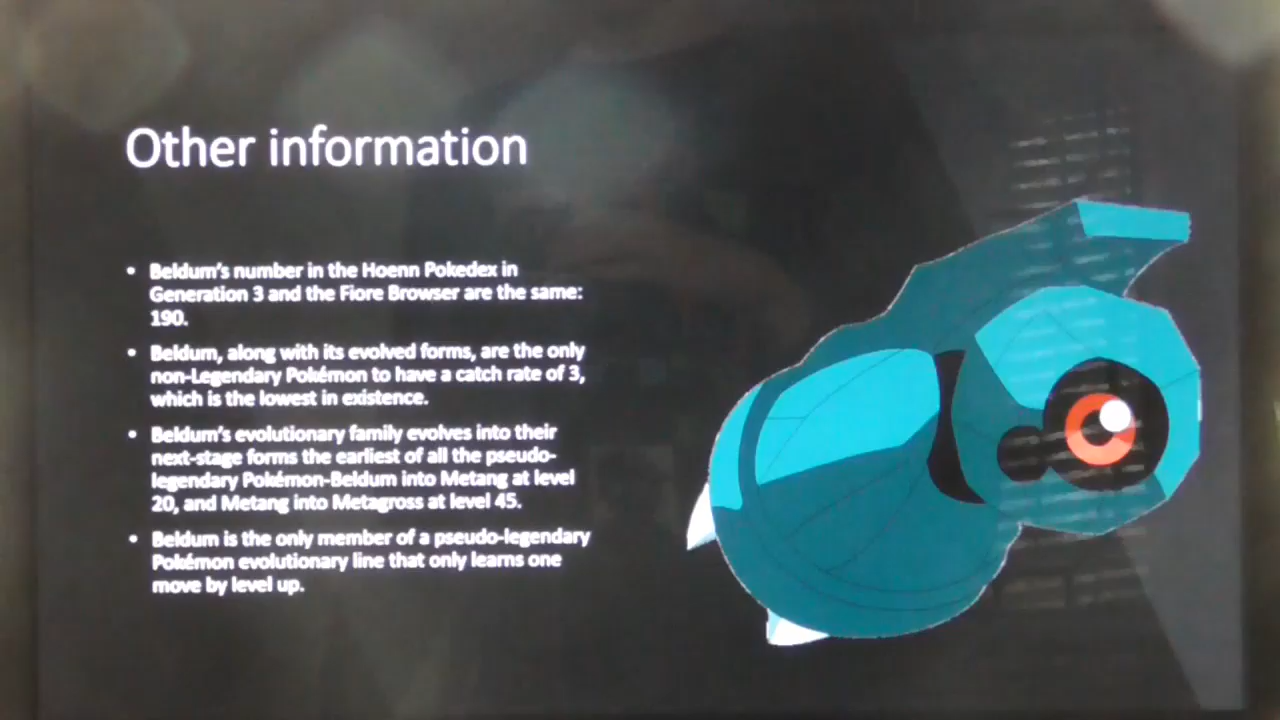 Other information
• Beldum's number in the Hoenn Pokedex in
Generation 3 and the Fiore Browser are the same:
190.
• Beldum, along with its evolved forms, are the only
non-Legendary Pokémon to have a catch rate of 3,
which is the lowest in existence.
• Beldum's evolutionary family evolves into their
next-stage forms the earliest of all the pseudo-
legendary Pokémon-Beldum into Metang at level
20, and Metang into Metagross at level 45.
• Beldum is the only member of a pseudo-legendary
Pokémon evolutionary line that only learns one
move by level up.